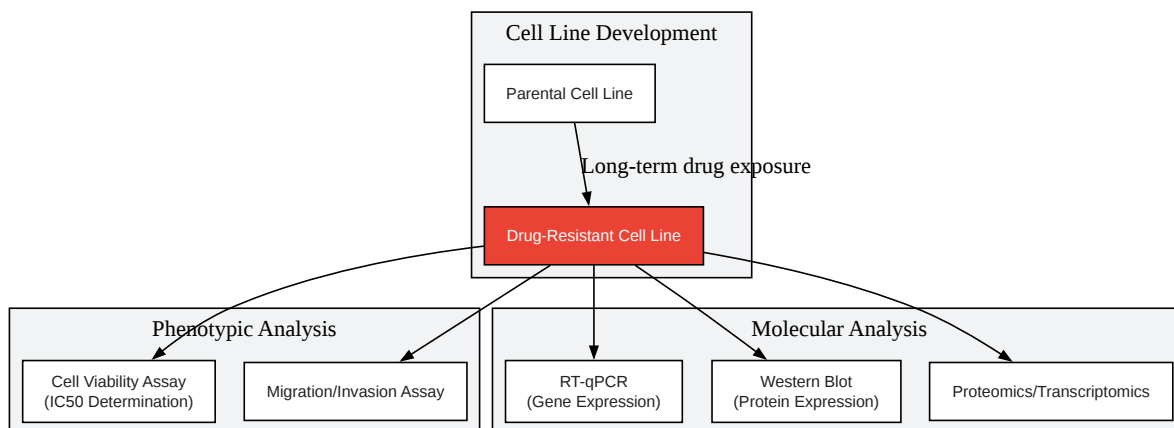 Cell Line Development
Parental Cell Line
Long-term drug exposure
Drug-Resistant Cell Line
Phenotypic Analysis
Cell Viability Assay
(IC50 Determination)
Migration/Invasion Assay
Molecular Analysis
RT-qPCR
(Gene Expression)
Western Blot
(Protein Expression)
Proteomics/Transcriptomics